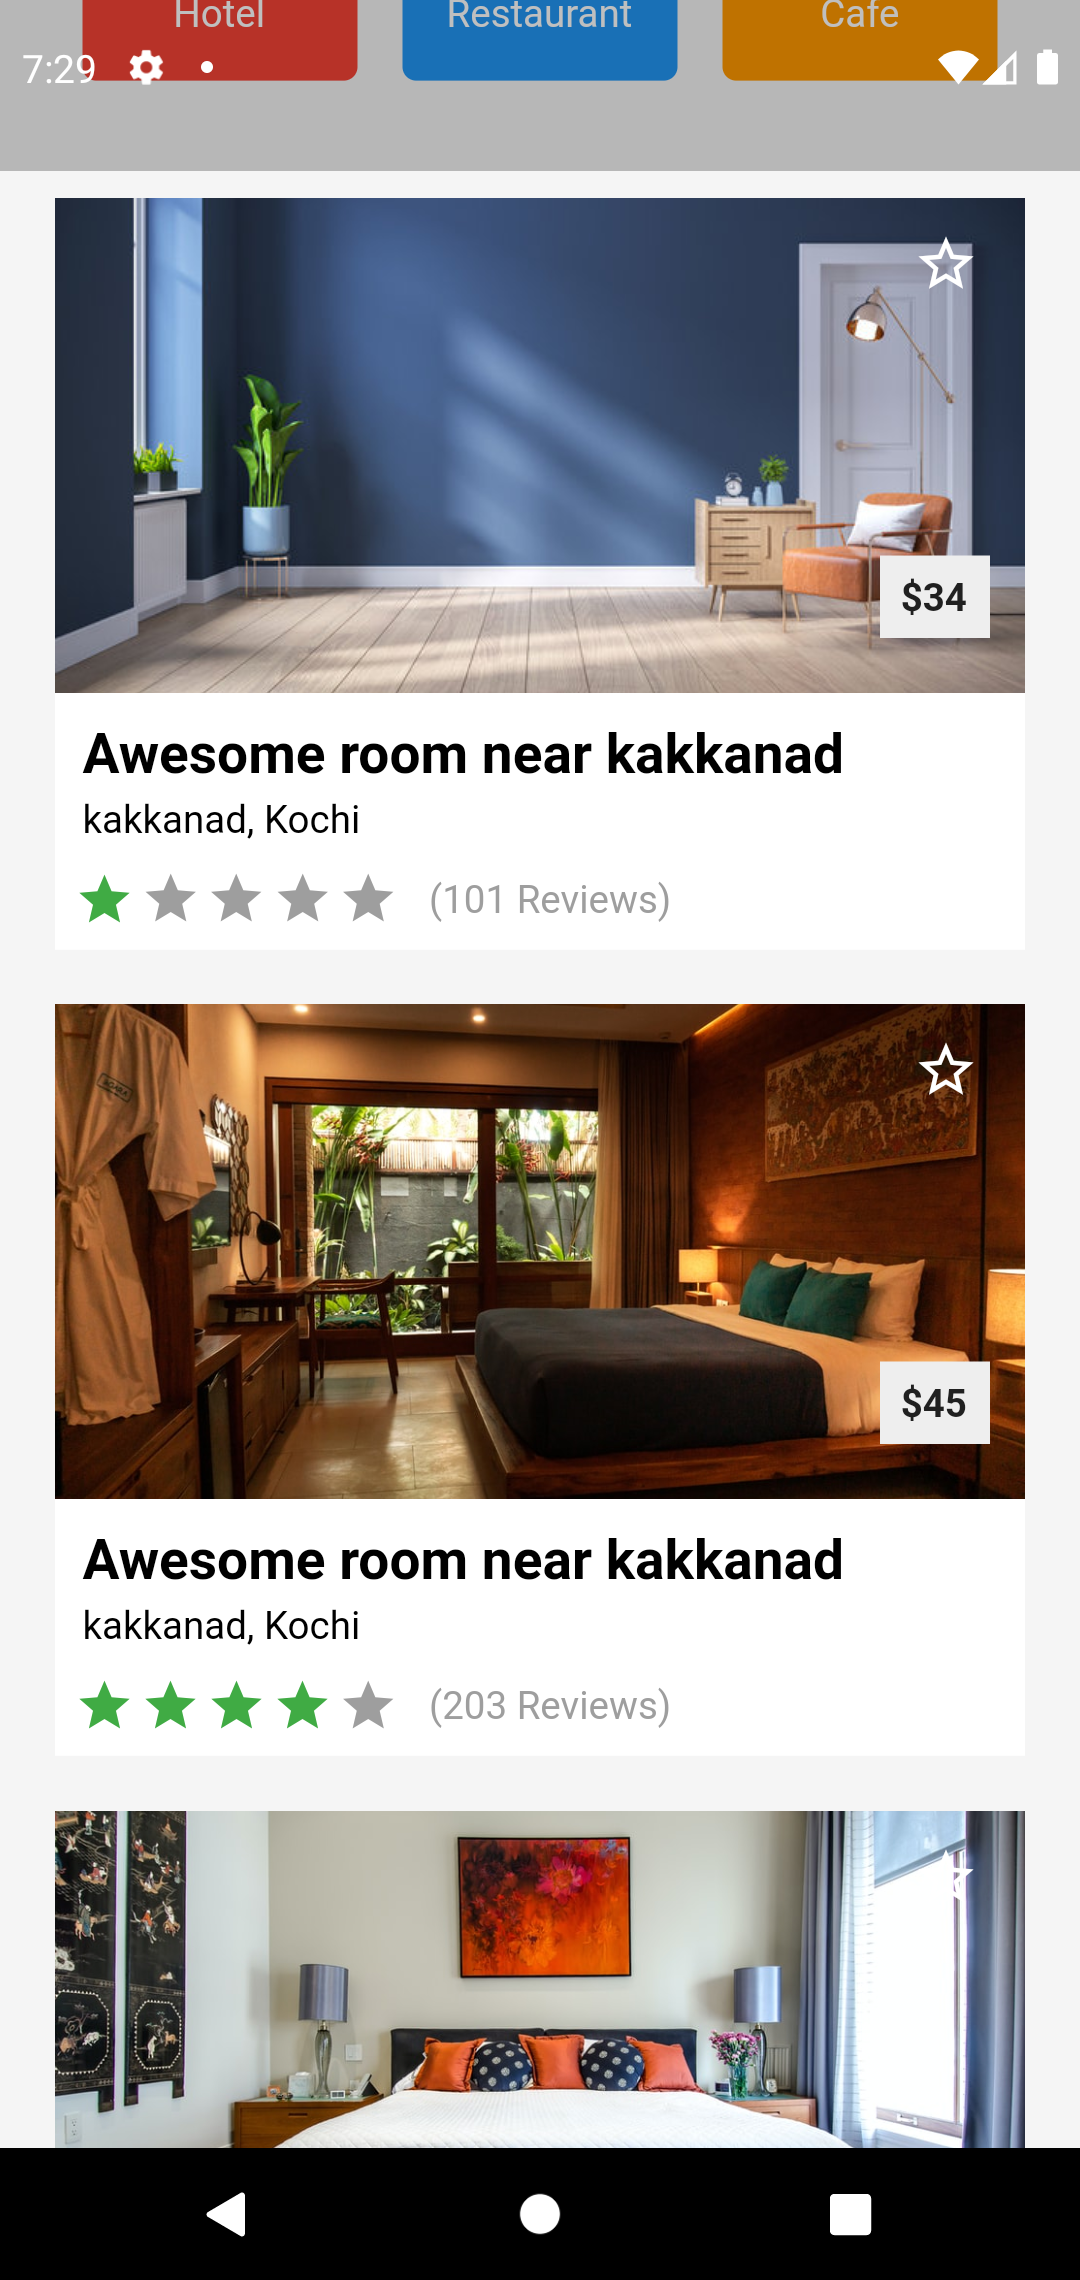 Hotel Restaurant Cafe
7:29
$34
Awesome room near kakkanad
kakkanad, Kochi
(101 Reviews)
$45
Awesome room near kakkanad
kakkanad, Kochi
(203 Reviews)